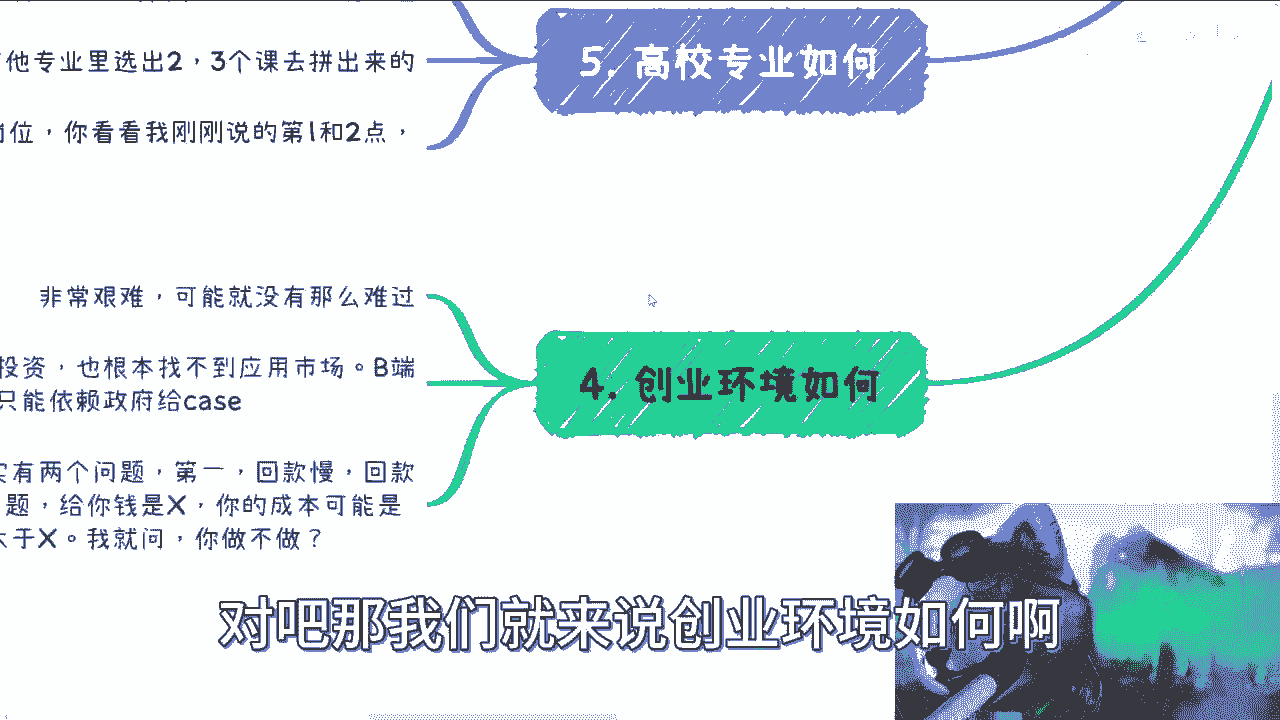 他专业里选出2，3个课去拼出来的
5. 高校专业如何
位，你看看我刚刚说的第1和2点，
非常艰难，可能就没有那么难过
投资，也根本找不到应用市场。B端
只能依赖政府给case
4. 创业环境如何
实有两个问题，第一，回款慢，回款
题，给你钱是X，你的成本可能是
大于X。我就问，你做不做？
对吧那我们就来说创业环境如何啊